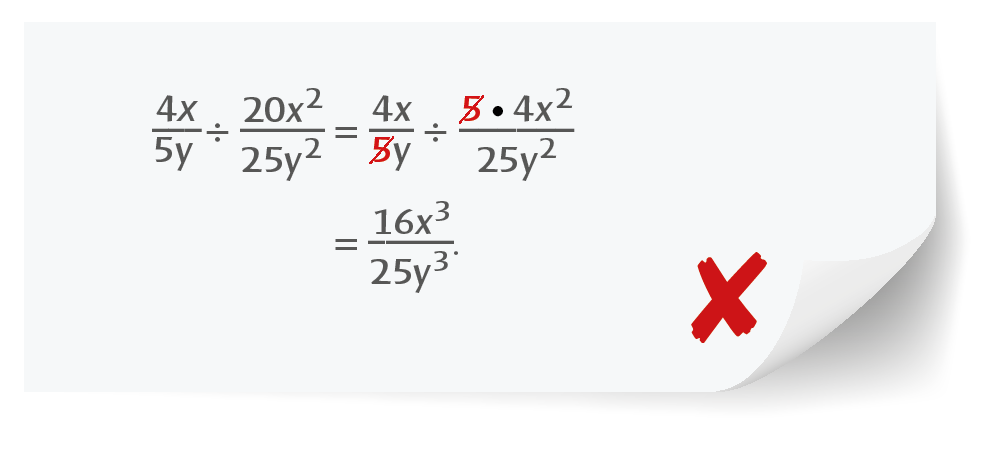 4x/5y ÷ 20x²/25y² = 4x/5y ÷ 5 • 4x²/25y²
= 16x³/25y³.